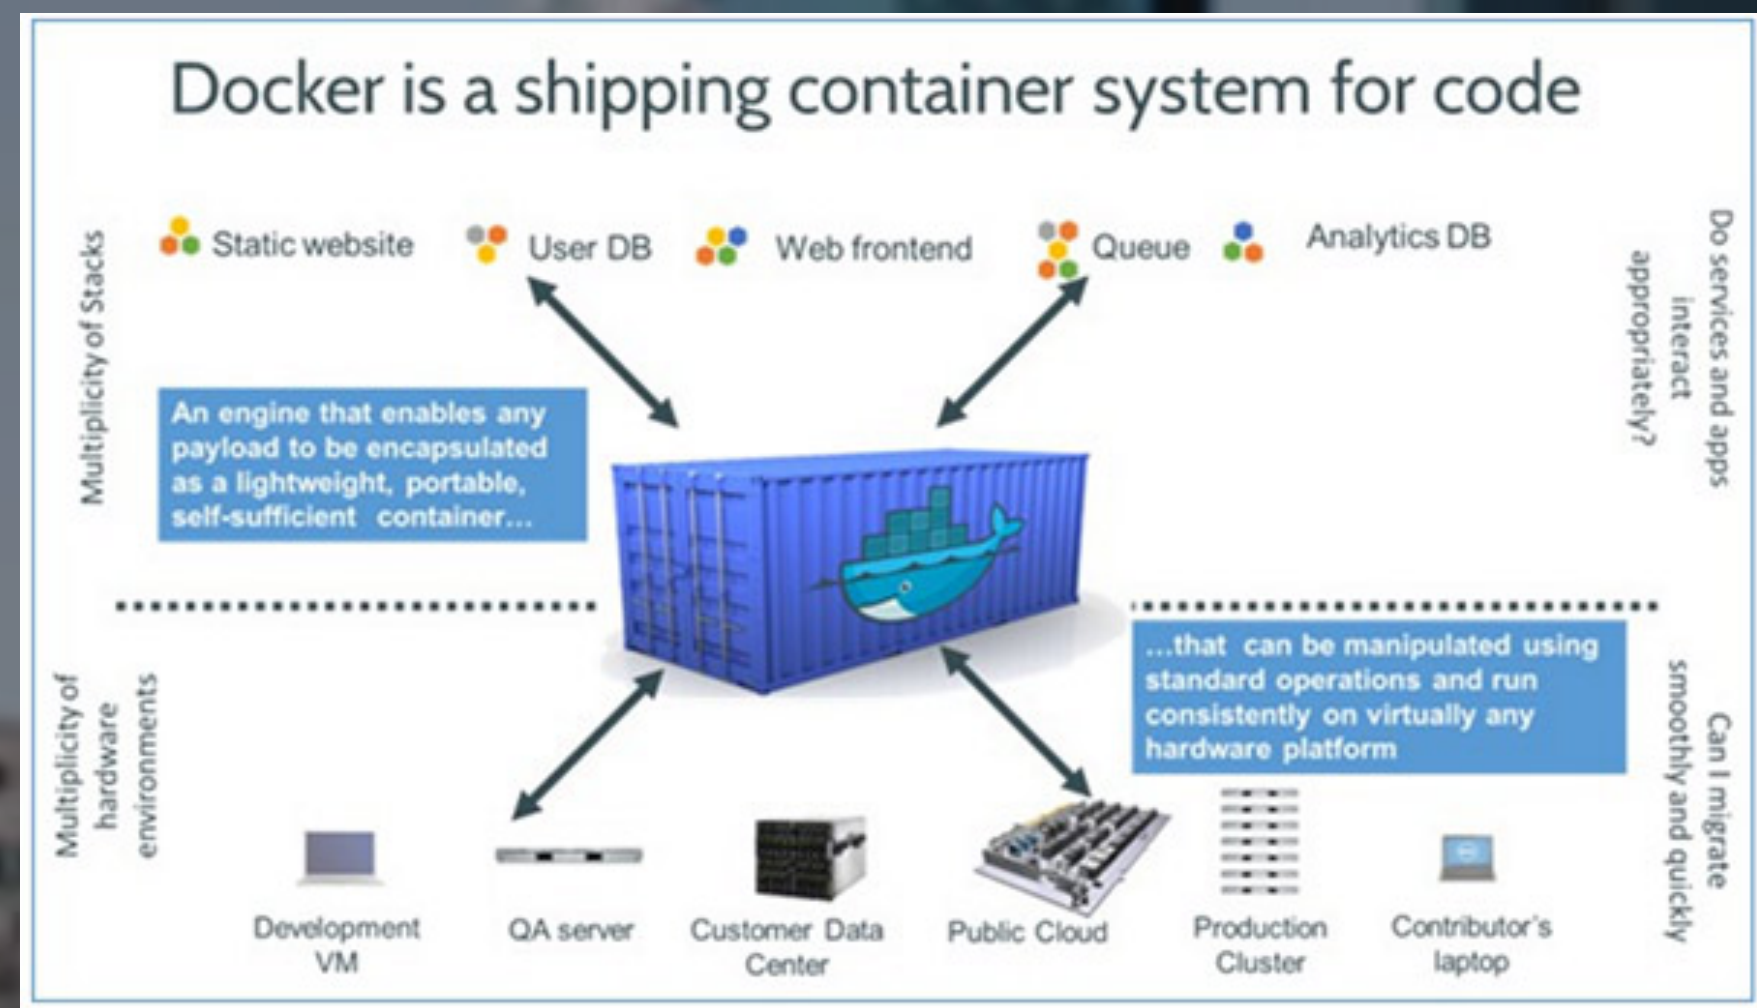 Docker is a shipping container system for code
Static website
User DB
Web frontend
Queue
Analytics DB
Multiplicity of Stacks
Do services and apps
interact
appropriately?
An engine that enables any
payload to be encapsulated
as a lightweight, portable,
self-sufficient container...
...that can be manipulated using
standard operations and run
consistently on virtually any
hardware platform
Multiplicity of
hardware
environments
Can I migrate
smoothly and quickly
Development
VM
QA server
Customer Data
Center
Public Cloud
Production
Cluster
Contributor's
laptop